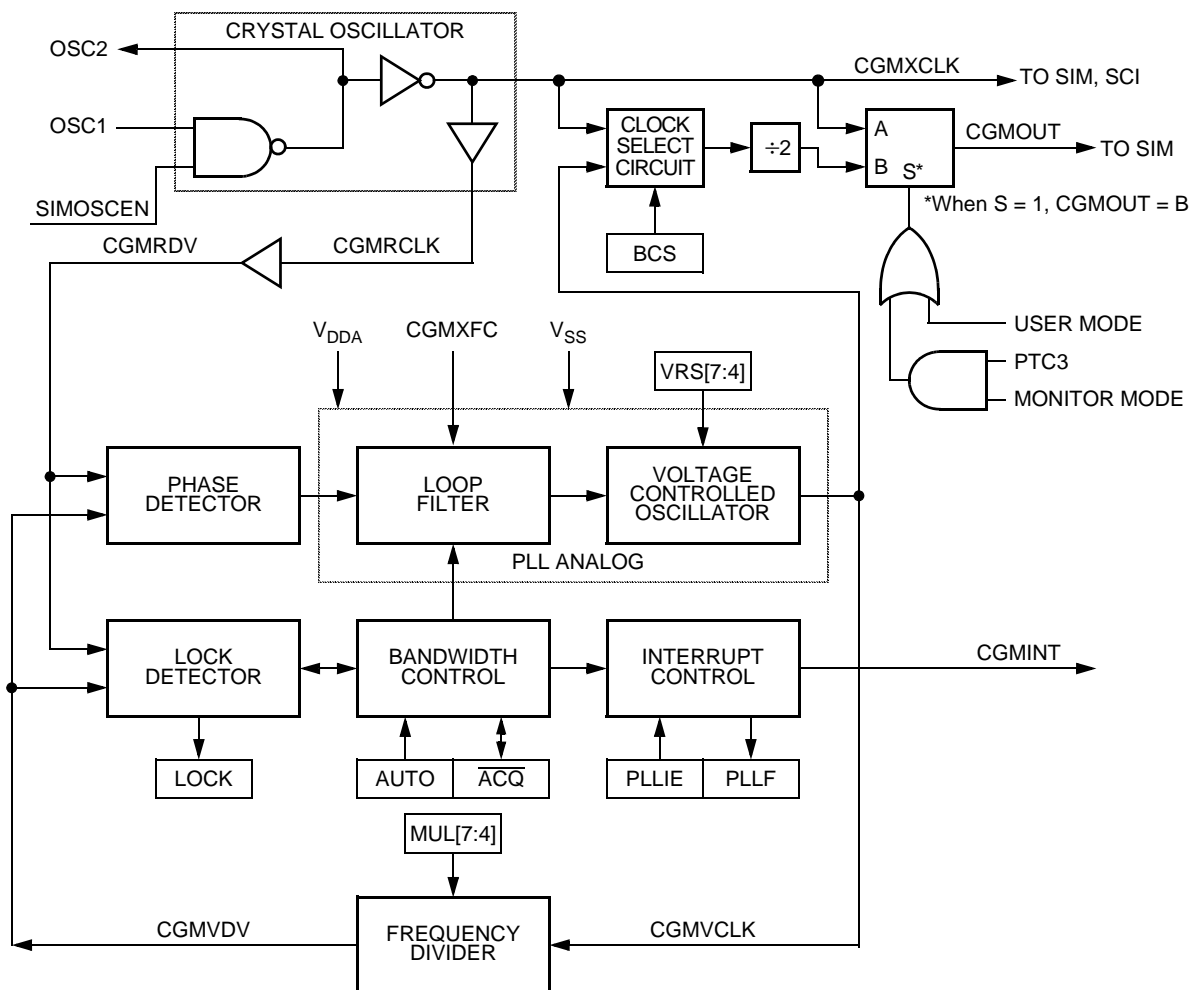 CRYSTAL OSCILLATOR
OSC2
CGMXCLK
TO SIM, SCI
OSC1
CLOCK
SELECT
CIRCUIT
÷2
A
B
S*
CGMOUT
TO SIM
SIMOSCEN
*When S = 1, CGMOUT = B
CGMRDV
CGMRCLK
BCS
VDDA
CGMXFC
VSS
VRS[7:4]
USER MODE
PTC3
MONITOR MODE
PHASE
DETECTOR
LOOP
FILTER
VOLTAGE
CONTROLLED
OSCILLATOR
PLL ANALOG
LOCK
DETECTOR
BANDWIDTH
CONTROL
INTERRUPT
CONTROL
CGMINT
LOCK
AUTO
ACQ
PLLIE
PLLF
MUL[7:4]
CGMVDV
FREQUENCY
DIVIDER
CGMVCLK